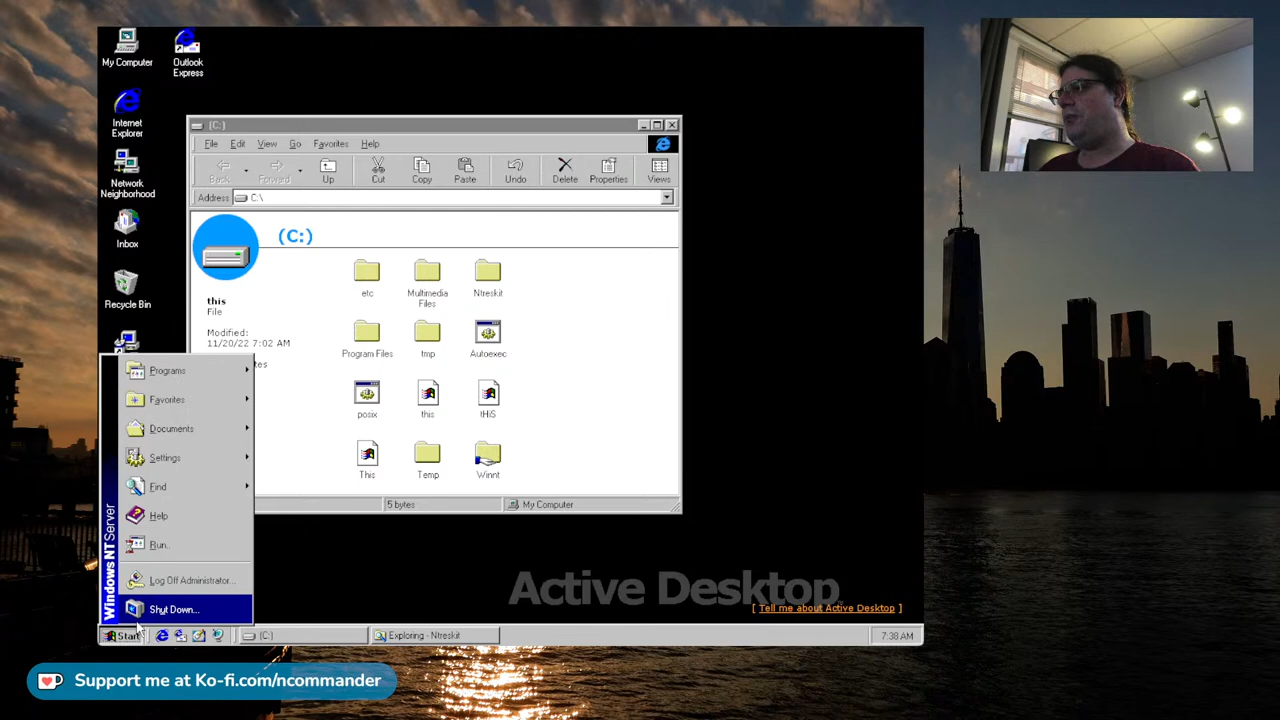 My Computer
Outlook
Express
Internet
Explorer
Network
Neighborhood
Inbox
Recycle Bin
(C:)
File Edit View Go Favorites Help
Back Forward Up Cut Copy Paste Undo Delete Properties Views
Address C:\
(C:)
this
File
Modified:
11/20/22 7:02 AM
etc
Multimedia
Files
Ntreskit
Program Files
tmp
Autoexec
posix
this
tHiS
This
Temp
Winnt
5 bytes
My Computer
Programs
Favorites
Documents
Settings
Find
Help
Run...
Log Off Administrator...
Shut Down...
Windows NT Server
Active Desktop
[ Tell me about Active Desktop ]
Start
(C:)
Exploring - Ntreskit
7:38 AM
Support me at Ko-fi.com/ncommander